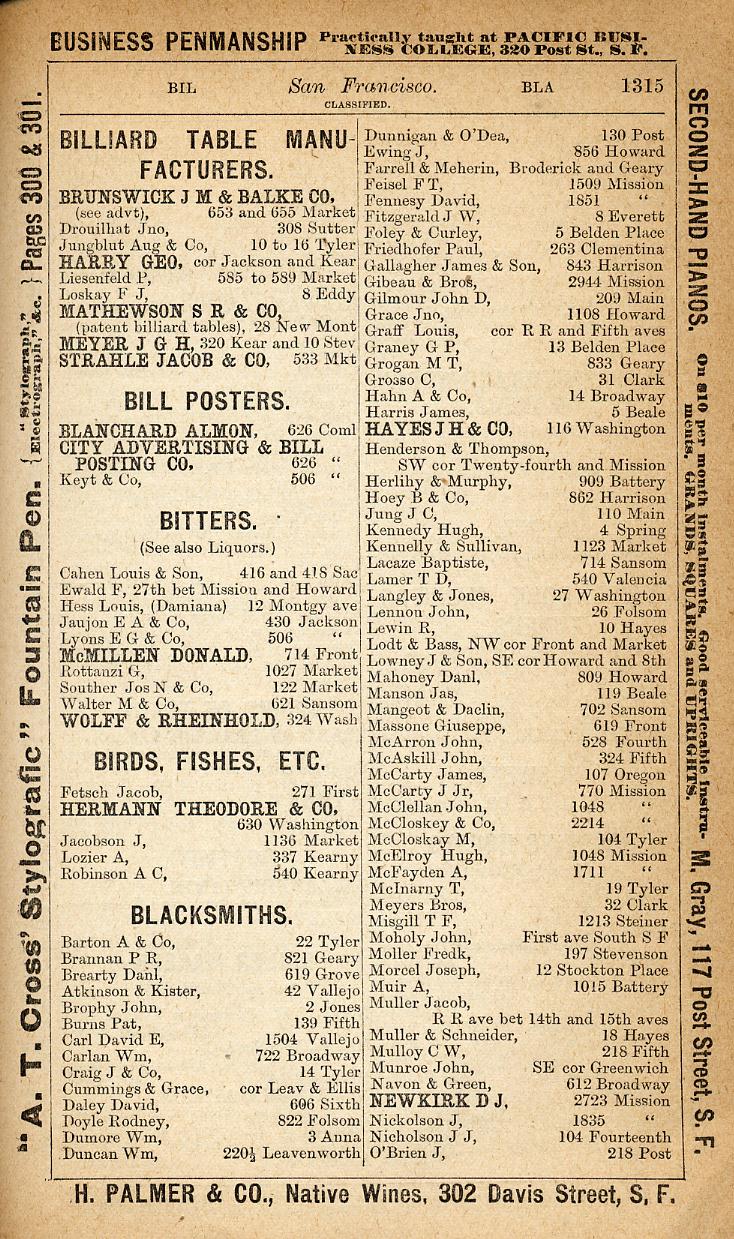 BUSINESS PENMANSHIP Practically taught at PACIFIC BUSI-
NESS COLLEGE, 320 Post St., S. F.
BIL San Francisco. BLA 1315
CLASSIFIED.
BILLIARD TABLE MANU-
FACTURERS.
BRUNSWICK J M & BALKE CO,
(see advt), 653 and 655 Market
Drouilhat Jno, 308 Sutter
Jungblut Aug & Co, 10 to 16 Tyler
HARRY GEO, cor Jackson and Kear
Liesenfeld P, 585 to 589 Market
Loskay F J, 8 Eddy
MATHEWSON S R & CO,
(patent billiard tables), 28 New Mont
MEYER J G H, 320 Kear and 10 Stev
STRAHLE JACOB & CO, 533 Mkt
BILL POSTERS.
BLANCHARD ALMON, 626 Coml
CITY ADVERTISING & BILL
POSTING CO. 626 “
Keyt & Co, 506 “
BITTERS.
(See also Liquors.)
Cahen Louis & Son, 416 and 418 Sac
Ewald F, 27th bet Mission and Howard
Hess Louis, (Damiana) 12 Montgy ave
Jaujon E A & Co, 430 Jackson
Lyons E G & Co, 506 “
McMILLEN DONALD, 714 Front
Rottanzi G, 1027 Market
Souther Jos N & Co, 122 Market
Walter M & Co, 621 Sansom
WOLFF & RHEINHOLD, 324 Wash
BIRDS, FISHES, ETC.
Fetsch Jacob, 271 First
HERMANN THEODORE & CO,
630 Washington
Jacobson J, 1136 Market
Lozier A, 337 Kearny
Robinson A C, 540 Kearny
BLACKSMITHS.
Barton A & Co, 22 Tyler
Brannan P R, 821 Geary
Brearty Danl, 619 Grove
Atkinson & Kister, 42 Vallejo
Brophy John, 2 Jones
Burns Pat, 139 Fifth
Carl David E, 1504 Vallejo
Carlan Wm, 722 Broadway
Craig J & Co, 14 Tyler
Cummings & Grace, cor Leav & Ellis
Daley David, 606 Sixth
Doyle Rodney, 822 Folsom
Dumore Wm, 3 Anna
Duncan Wm, 220½ Leavenworth
Dunnigan & O'Dea, 130 Post
Ewing J, 856 Howard
Farrell & Meherin, Broderick and Geary
Feisel F T, 1509 Mission
Fennesy David, 1851 “
Fitzgerald J W, 8 Everett
Foley & Curley, 5 Belden Place
Friedhofer Paul, 263 Clementina
Gallagher James & Son, 843 Harrison
Gibeau & Bros, 2944 Mission
Gilmour John D, 209 Main
Grace Jno, 1108 Howard
Graff Louis, cor R R and Fifth aves
Graney G P, 13 Belden Place
Grogan M T, 833 Geary
Grosso C, 31 Clark
Hahn A & Co, 14 Broadway
Harris James, 5 Beale
HAYES J H & CO, 116 Washington
Henderson & Thompson,
SW cor Twenty-fourth and Mission
Herlihy & Murphy, 909 Battery
Hoey B & Co, 862 Harrison
Jung J C, 110 Main
Kennedy Hugh, 4 Spring
Kennelly & Sullivan, 1123 Market
Lacaze Baptiste, 714 Sansom
Lamer T D, 540 Valencia
Langley & Jones, 27 Washington
Lennon John, 26 Folsom
Lewin R, 10 Hayes
Lodt & Bass, NW cor Front and Market
Lowney J & Son, SE cor Howard and 8th
Mahoney Danl, 809 Howard
Manson Jas, 119 Beale
Mangeot & Daclin, 702 Sansom
Massone Giuseppe, 619 Front
McArron John, 528 Fourth
McAskill John, 324 Fifth
McCarty James, 107 Oregon
McCarty J Jr, 770 Mission
McClellan John, 1048 “
McCloskey & Co, 2214 “
McCloskay M, 104 Tyler
McElroy Hugh, 1048 Mission
McFayden A, 1711 “
McInarny T, 19 Tyler
Meyers Bros, 32 Clark
Misgill T F, 1213 Steiner
Moholy John, First ave South S F
Moller Fredk, 197 Stevenson
Morcel Joseph, 12 Stockton Place
Muir A, 1015 Battery
Muller Jacob,
R R ave bet 14th and 15th aves
Muller & Schneider, 18 Hayes
Mulloy C W, 218 Fifth
Munroe John, SE cor Greenwich
Navon & Green, 612 Broadway
NEWKIRK D J, 2723 Mission
Nickolson J, 1835 “
Nicholson J J, 104 Fourteenth
O'Brien J, 218 Post
"A. T. Cross' Stylografic" Fountain Pen. { "Stylograph," Electrograph," &c. } Pages 300 & 301.
SECOND-HAND PIANOS. On $10 per month instalments. Good serviceable instru-
ments. GRANDS, SQUARES and UPRIGHTS. M. Gray, 117 Post Street, S. F.
H. PALMER & CO., Native Wines, 302 Davis Street, S. F.